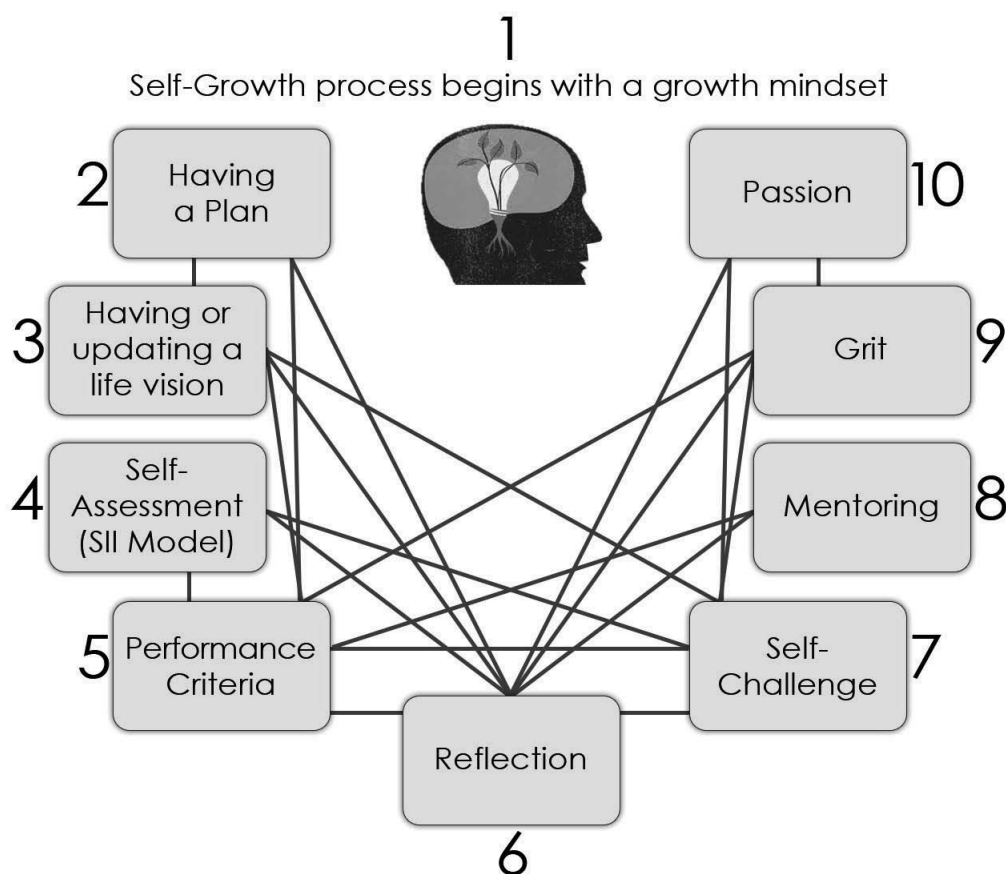 1
Self-Growth process begins with a growth mindset
2
Having
a Plan
3
Having or
updating a
life vision
4
Self-
Assessment
(SII Model)
5
Performance
Criteria
6
Reflection
7
Self-
Challenge
8
Mentoring
9
Grit
10
Passion